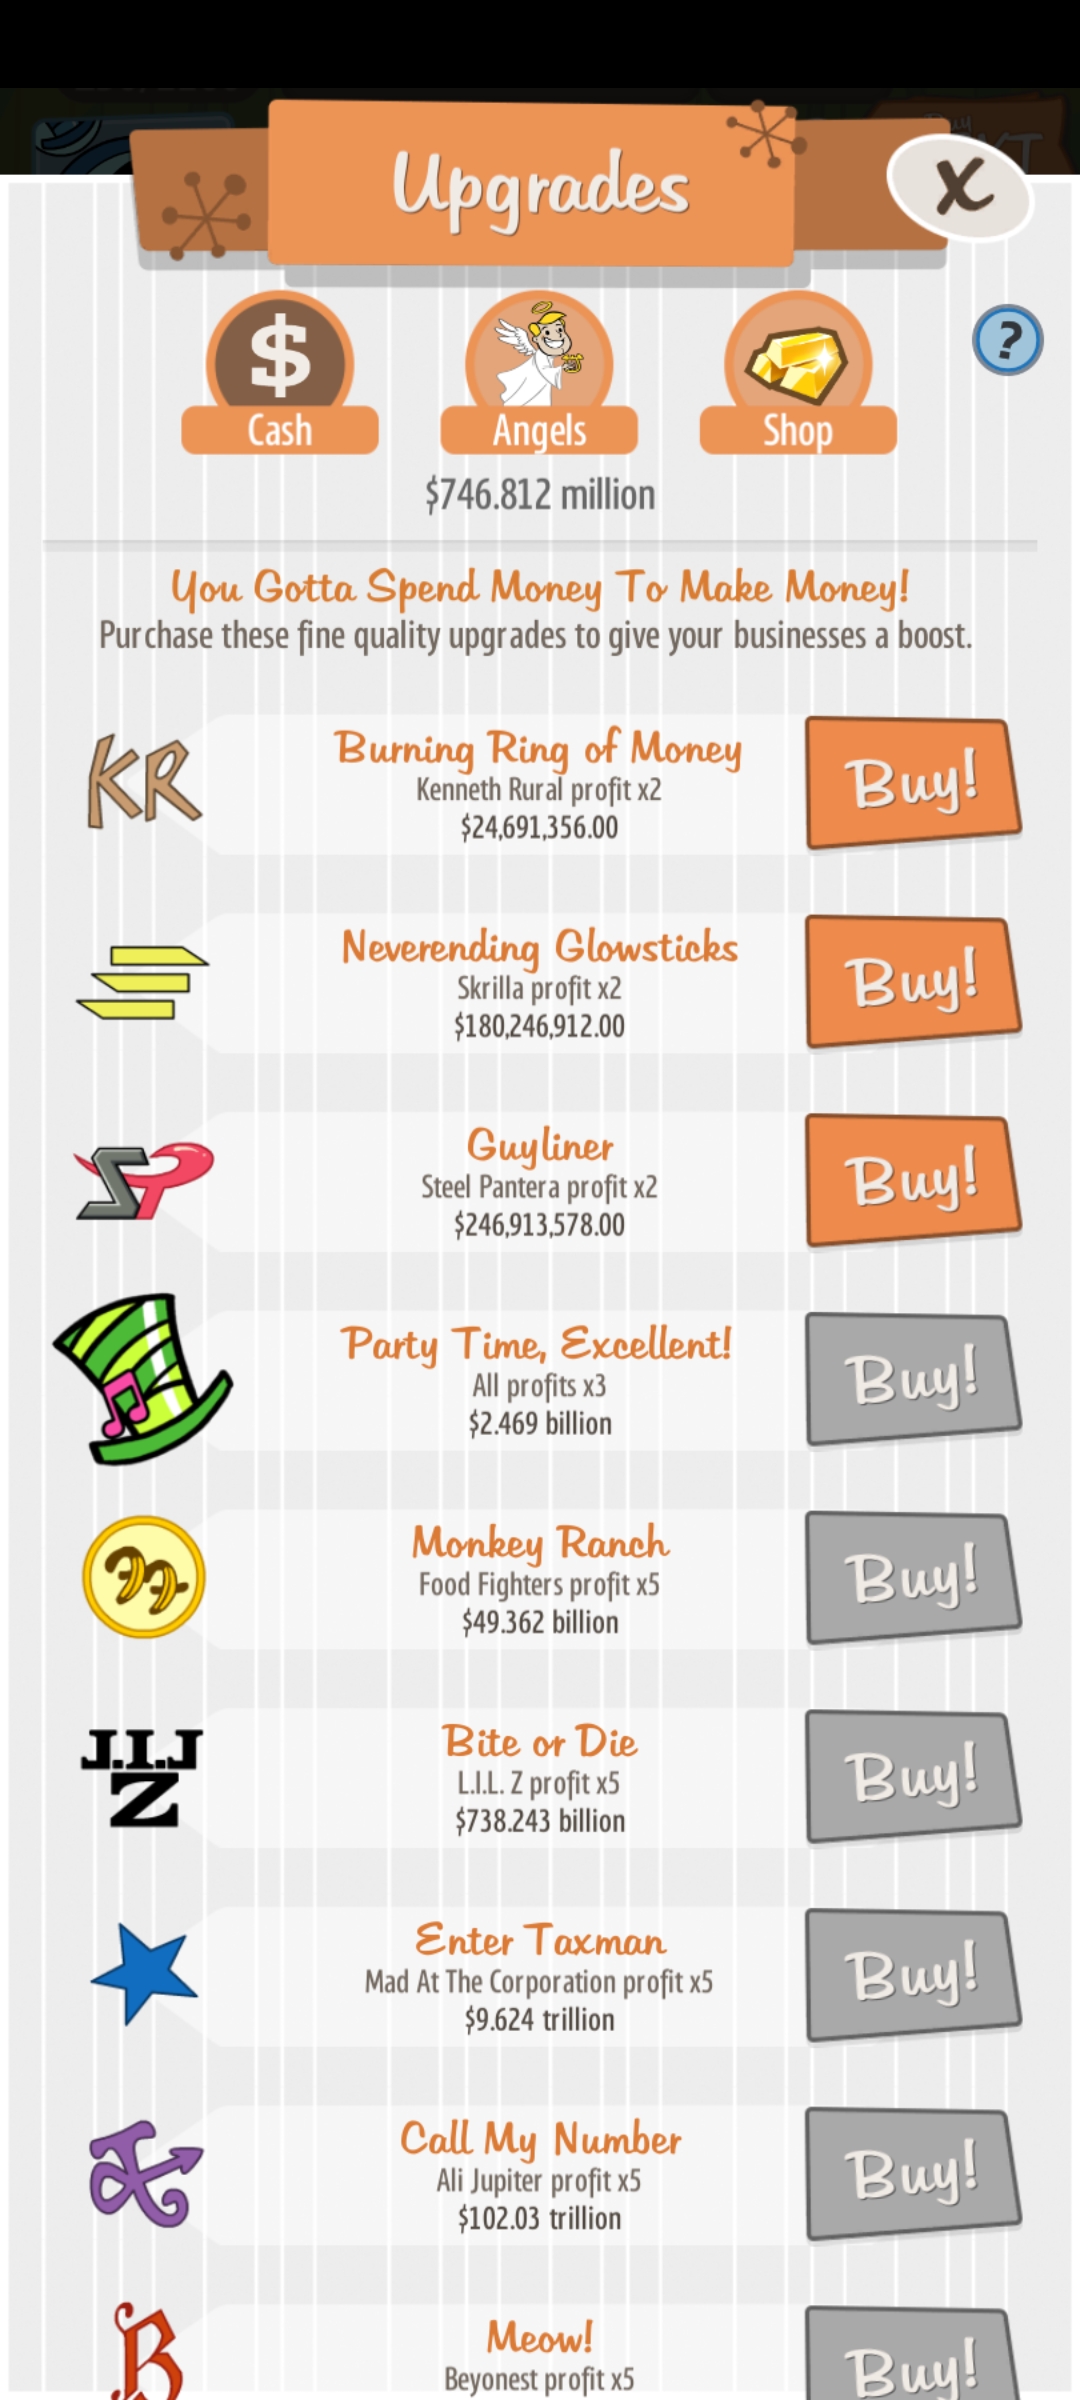 Upgrades
X
$
?
Cash
Angels
Shop
$746.812 million
You Gotta Spend Money To Make Money!
Purchase these fine quality upgrades to give your businesses a boost.
KR
Burning Ring of Money
Kenneth Rural profit x2
$24,691,356.00
Buy!
Neverending Glowsticks
Skrilla profit x2
$180,246,912.00
Buy!
SP
Guyliner
Steel Pantera profit x2
$246,913,578.00
Buy!
Party Time, Excellent!
All profits x3
$2.469 billion
Buy!
Monkey Ranch
Food Fighters profit x5
$49.362 billion
Buy!
J.I.J
Z
Bite or Die
L.I.L. Z profit x5
$738.243 billion
Buy!
Enter Taxman
Mad At The Corporation profit x5
$9.624 trillion
Buy!
Call My Number
Ali Jupiter profit x5
$102.03 trillion
Buy!
B
Meow!
Beyonest profit x5
Buy!